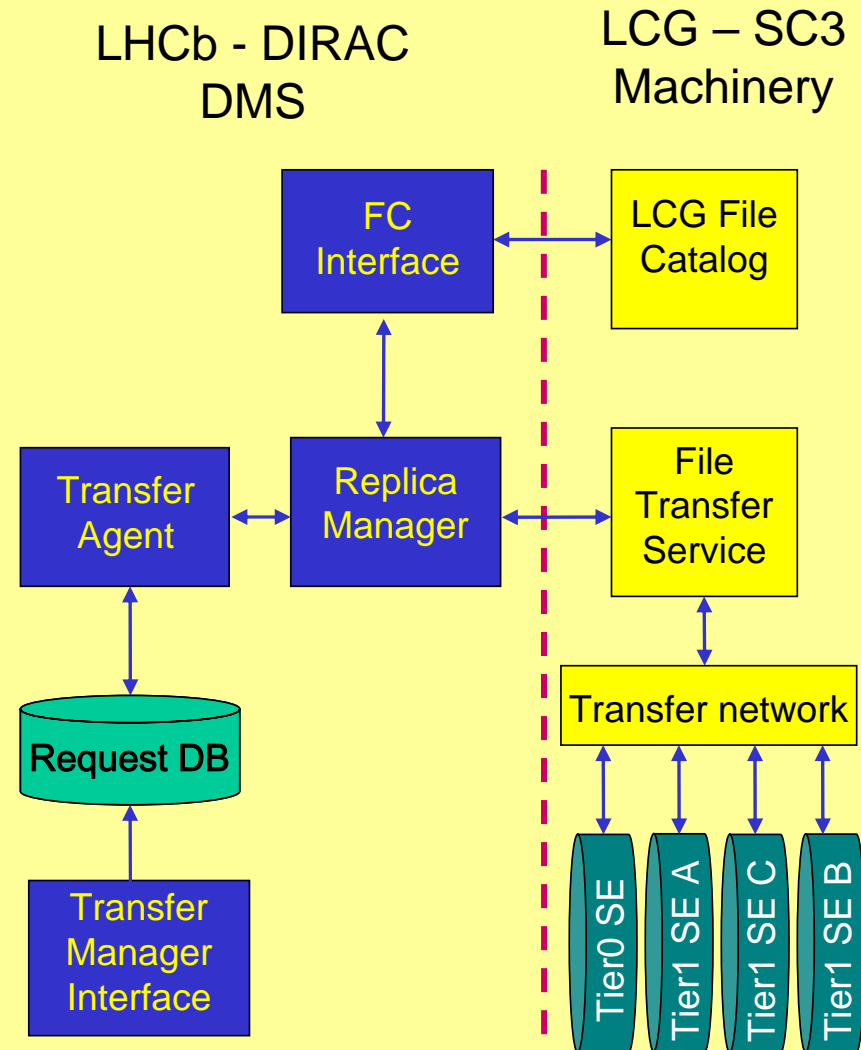 LHCb - DIRAC
DMS
LCG – SC3
Machinery
FC
Interface
LCG File
Catalog
Transfer
Agent
Replica
Manager
File
Transfer
Service
Request DB
Transfer network
Transfer
Manager
Interface
Tier0 SE
Tier1 SE A
Tier1 SE C
Tier1 SE B